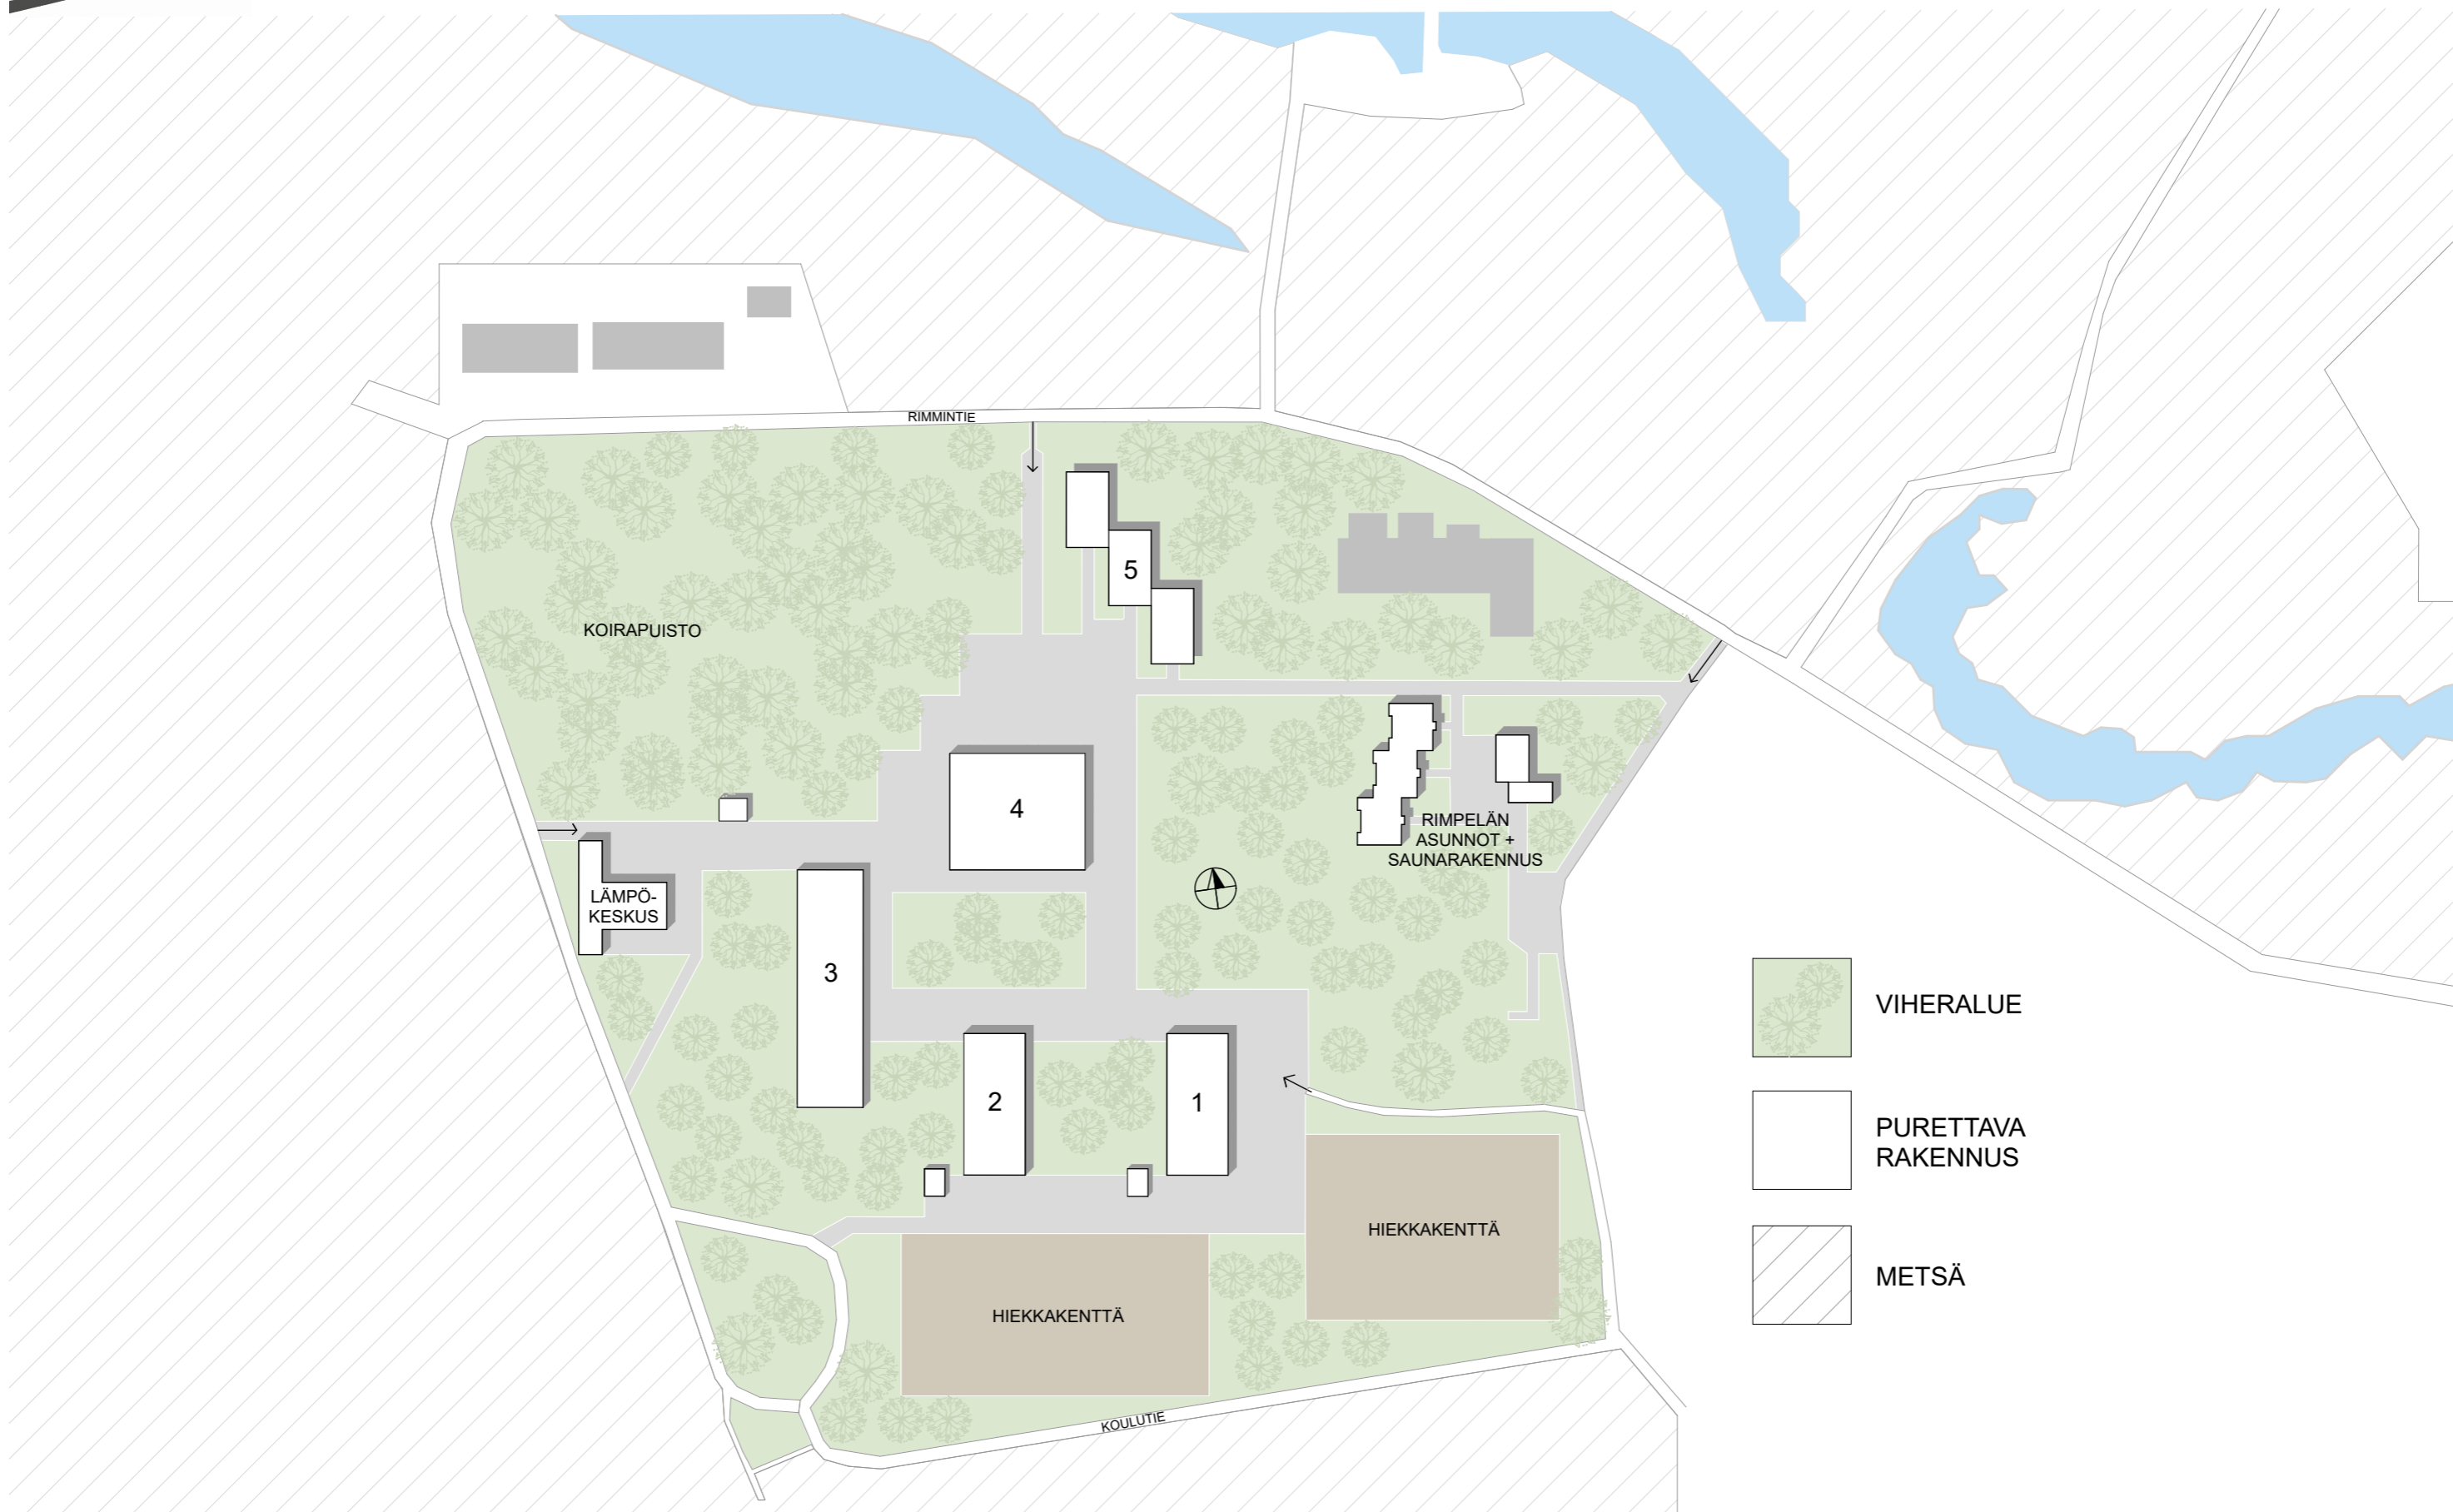 RIMMINTIE
5
KOIRAPUISTO
4
RIMPELÄN
ASUNNOT +
SAUNARAKENNUS
LÄMPÖ-
KESKUS
3
2
1
HIEKKAKENTTÄ
HIEKKAKENTTÄ
KOULUTIE
VIHERALUE
PURETTAVA
RAKENNUS
METSÄ